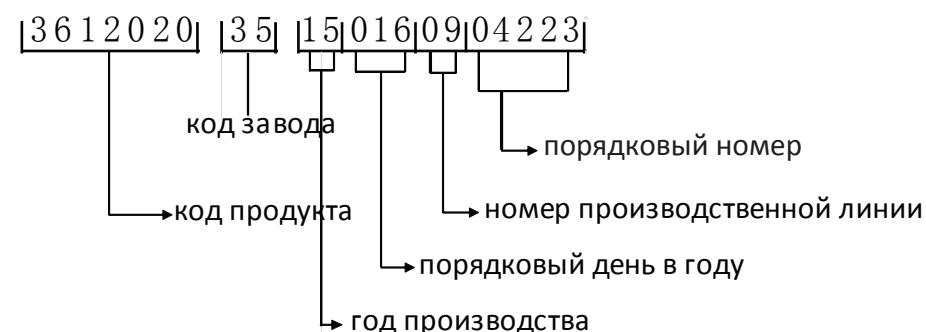 3612020 35 15 016 09 04223
код завода
порядковый номер
код продукта
номер производственной линии
порядковый день в году
год производства